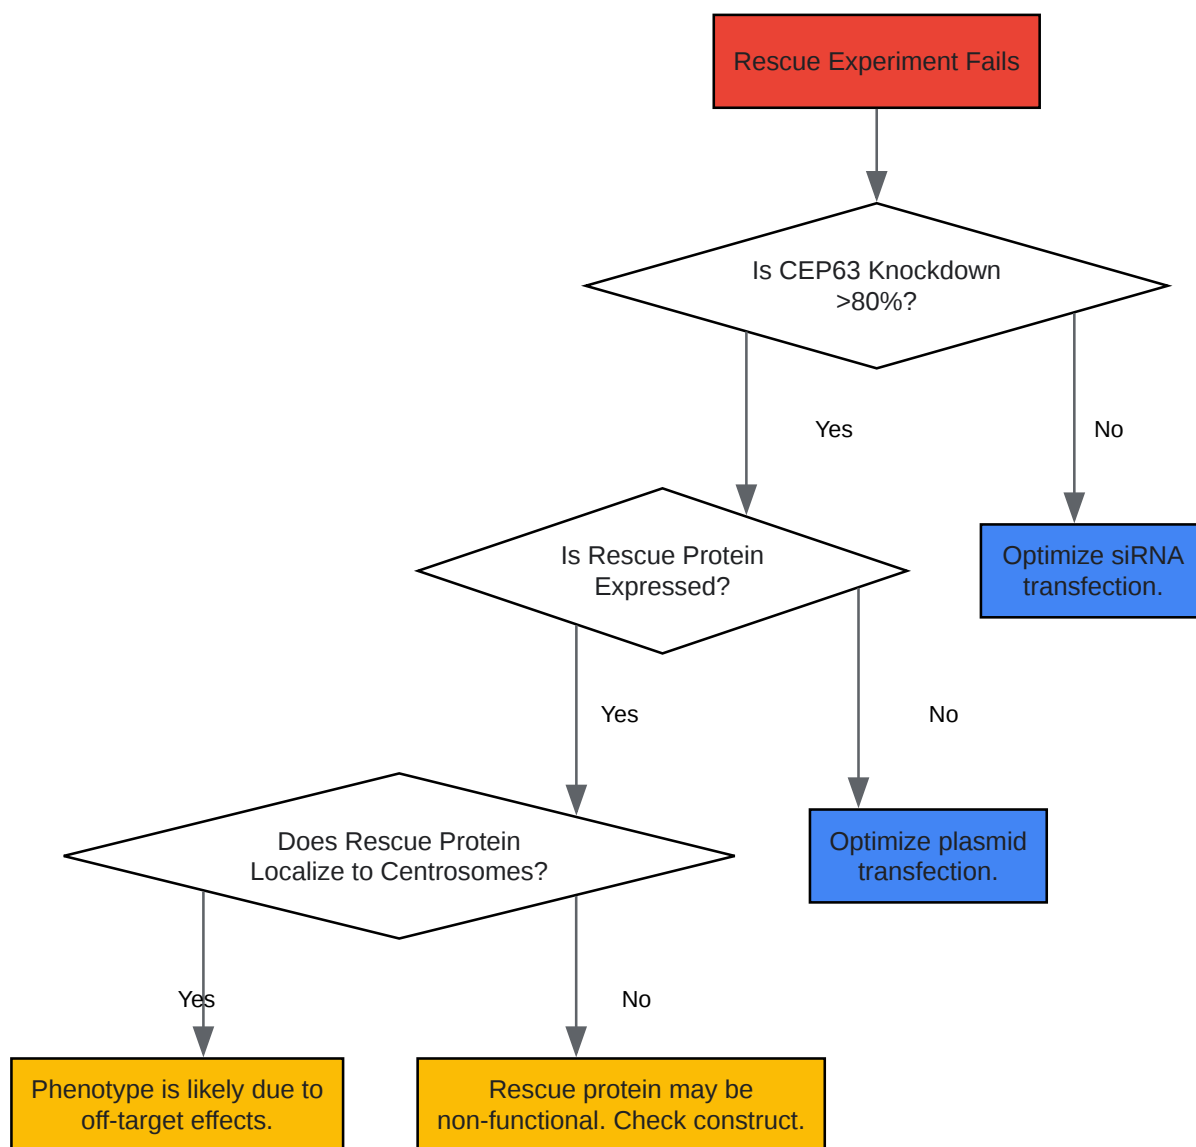 Rescue Experiment Fails
Is CEP63 Knockdown
>80%?
Yes
No
Is Rescue Protein
Expressed?
Optimize siRNA
transfection.
Yes
No
Does Rescue Protein
Localize to Centrosomes?
Optimize plasmid
transfection.
Yes
No
Phenotype is likely due to
off-target effects.
Rescue protein may be
non-functional. Check construct.